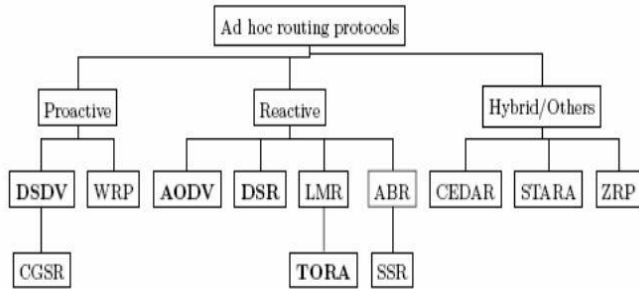 Ad hoc routing protocols
Proactive
Reactive
Hybrid/Others
DSDV
WRP
AODV
DSR
LMR
ABR
CEDAR
STARA
ZRP
CGSR
TORA
SSR